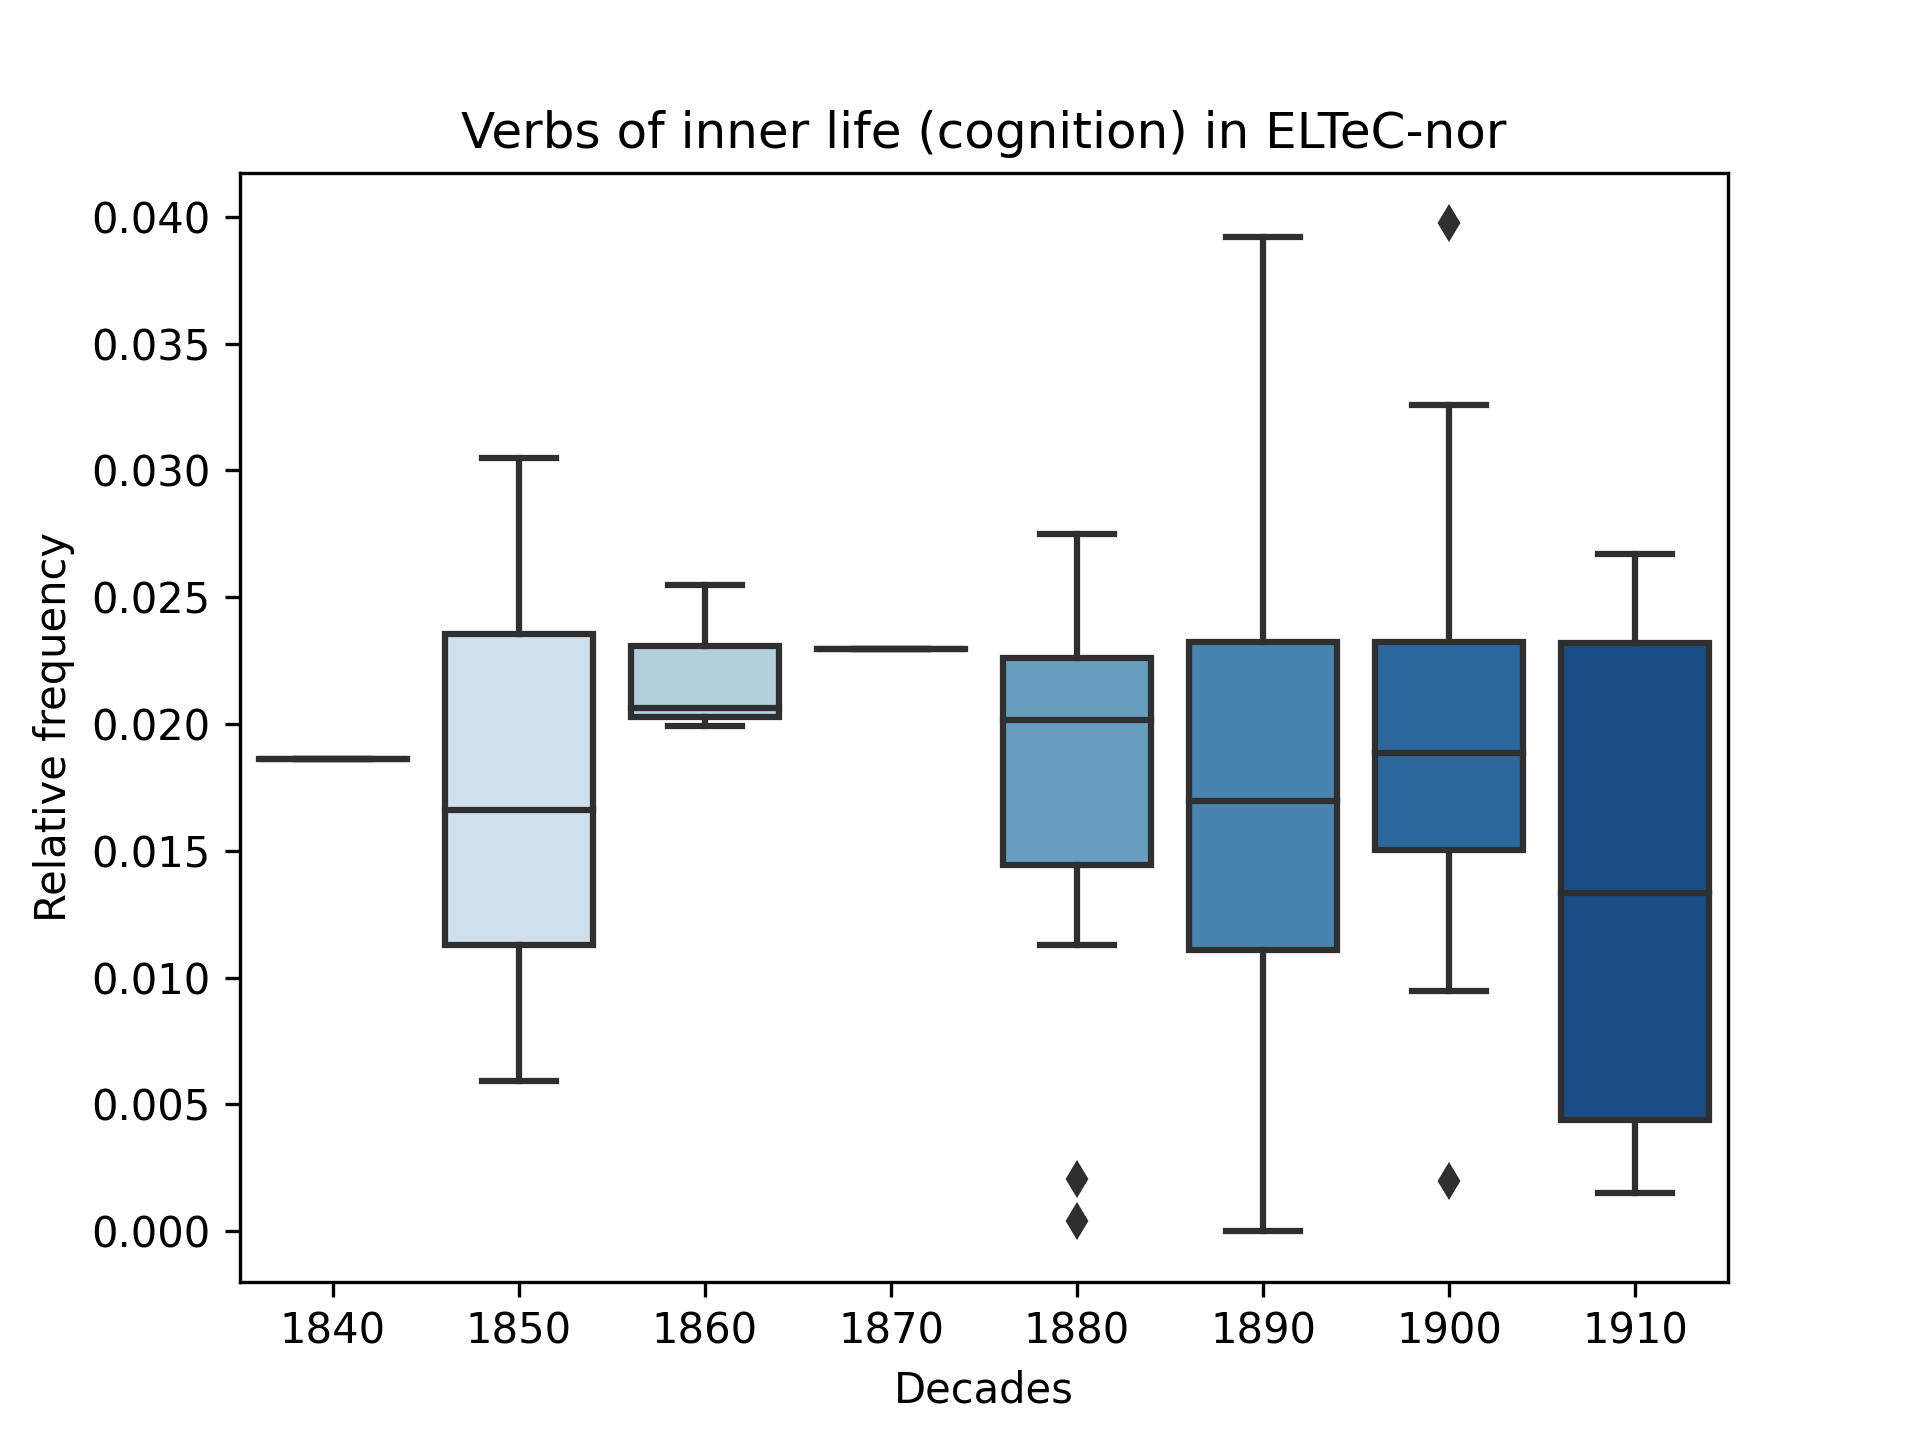 Verbs of inner life (cognition) in ELTeC-nor
Relative frequency
0.040
0.035
0.030
0.025
0.020
0.015
0.010
0.005
0.000
1840 1850 1860 1870 1880 1890 1900 1910
Decades